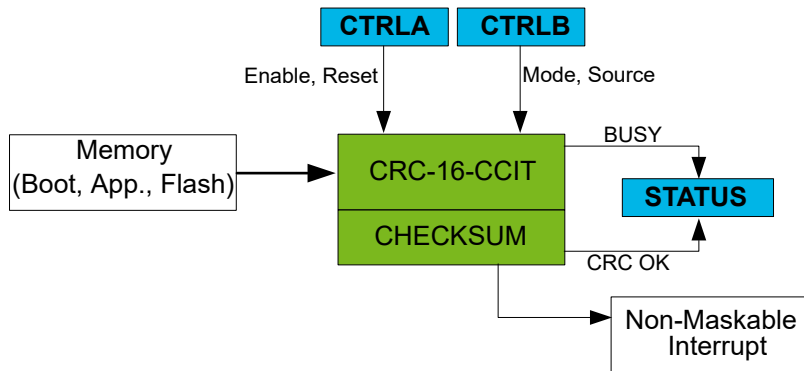 CTRLA
CTRLB
Enable, Reset
Mode, Source
Memory
(Boot, App., Flash)
CRC-16-CCIT
BUSY
STATUS
CHECKSUM
CRC OK
Non-Maskable
Interrupt